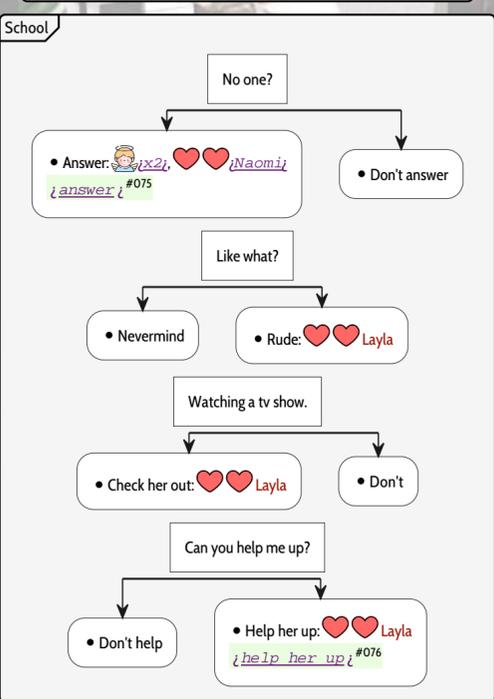 School
No one?
• Answer: ¿x2¿, ¿Naomi¿
¿answer¿#075
• Don't answer
Like what?
• Nevermind
• Rude: Layla
Watching a tv show.
• Check her out: Layla
• Don't
Can you help me up?
• Don't help
• Help her up: Layla
¿help her up¿#076